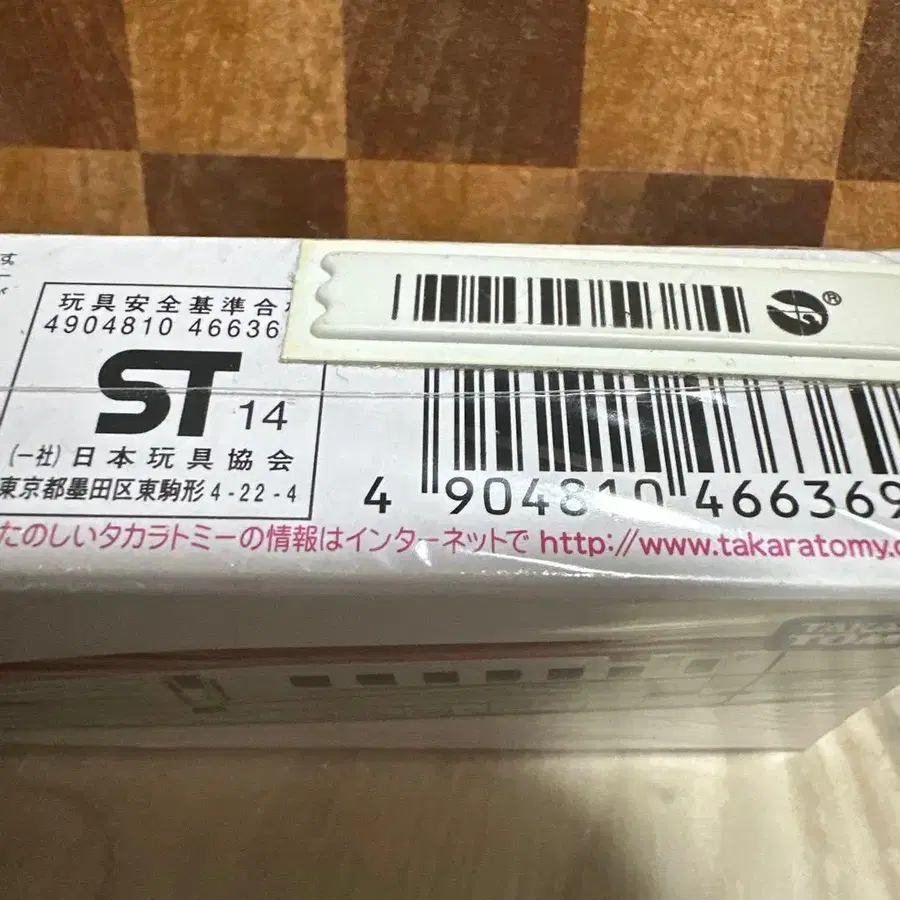 す
玩具安全基準合
4904810 46636
ST 14
(一社)日本玩具協会
東京都墨田区東駒形4-22-4
®
4 904810 466369
たのしいタカラトミーの情報はインターネットで http://www.takaratomy.c
TAKA
TOM